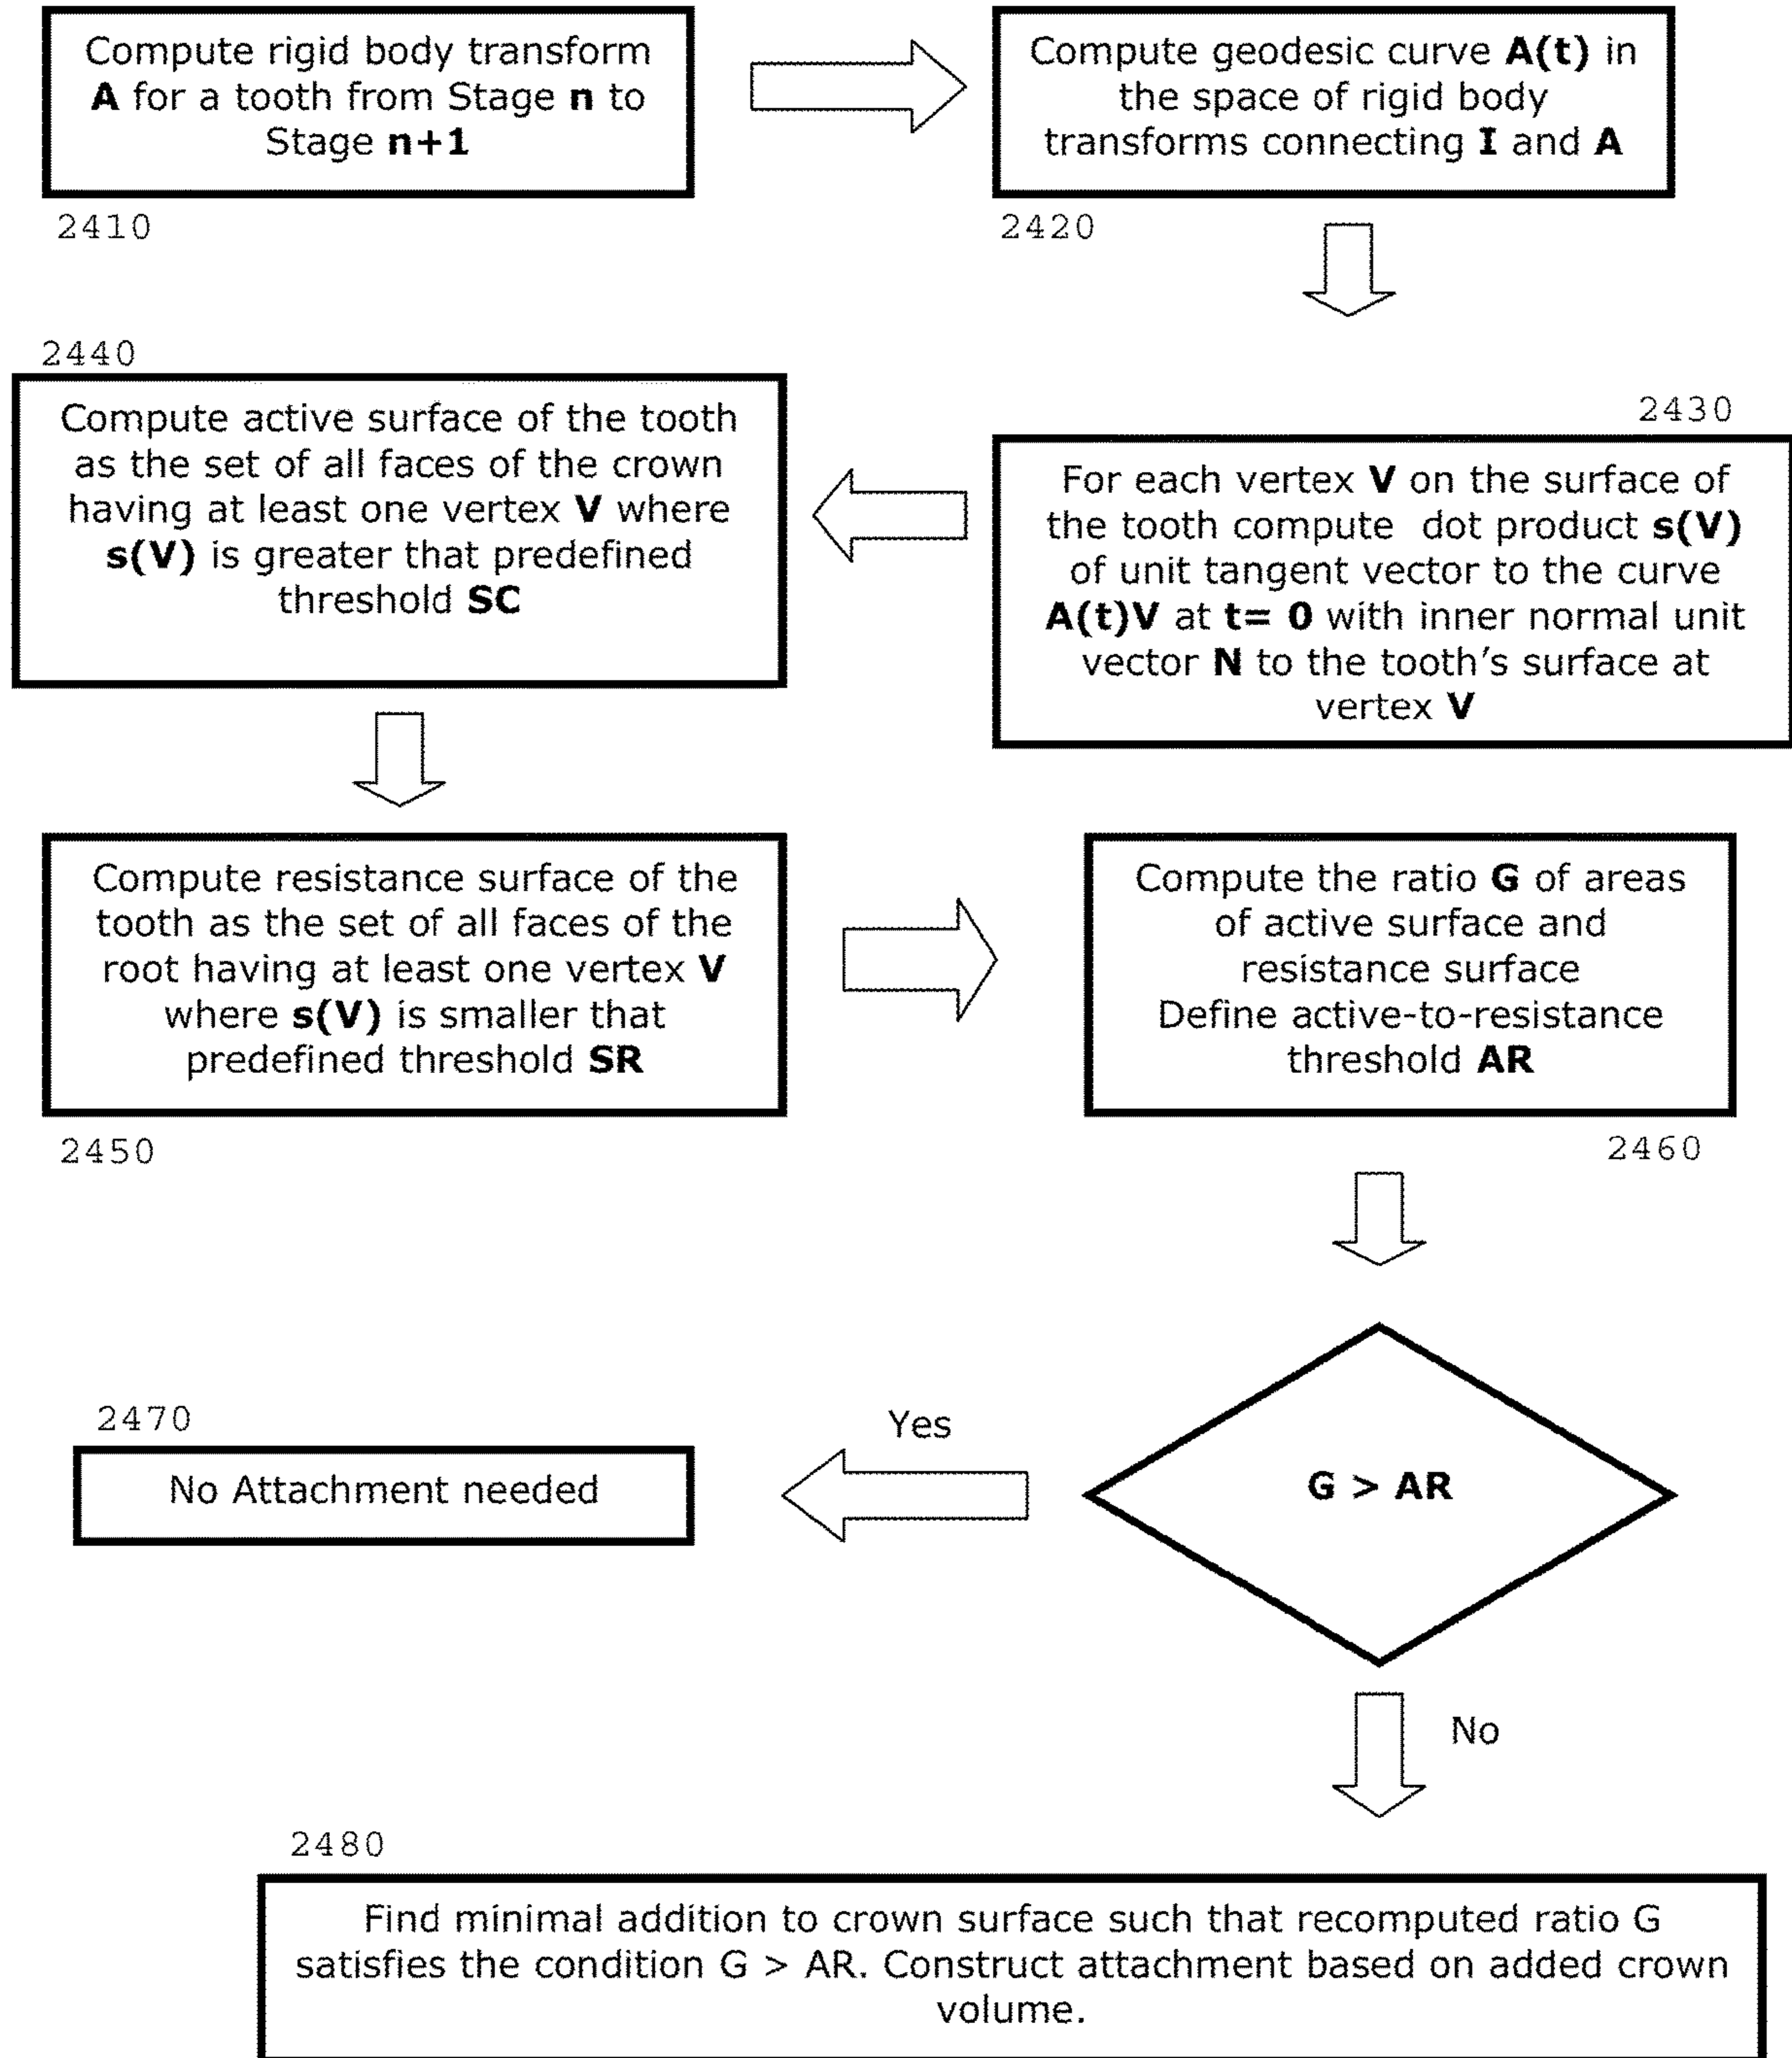 Compute rigid body transform
A for a tooth from Stage n to
Stage n+1
2410
Compute geodesic curve A(t) in
the space of rigid body
transforms connecting I and A
2420
2430
For each vertex V on the surface of
the tooth compute dot product s(V)
of unit tangent vector to the curve
A(t)V at t= 0 with inner normal unit
vector N to the tooth's surface at
vertex V
2440
Compute active surface of the tooth
as the set of all faces of the crown
having at least one vertex V where
s(V) is greater that predefined
threshold SC
Compute resistance surface of the
tooth as the set of all faces of the
root having at least one vertex V
where s(V) is smaller that
predefined threshold SR
2450
Compute the ratio G of areas
of active surface and
resistance surface
Define active-to-resistance
threshold AR
2460
G > AR
Yes
2470
No Attachment needed
No
2480
Find minimal addition to crown surface such that recomputed ratio G
satisfies the condition G > AR. Construct attachment based on added crown
volume.